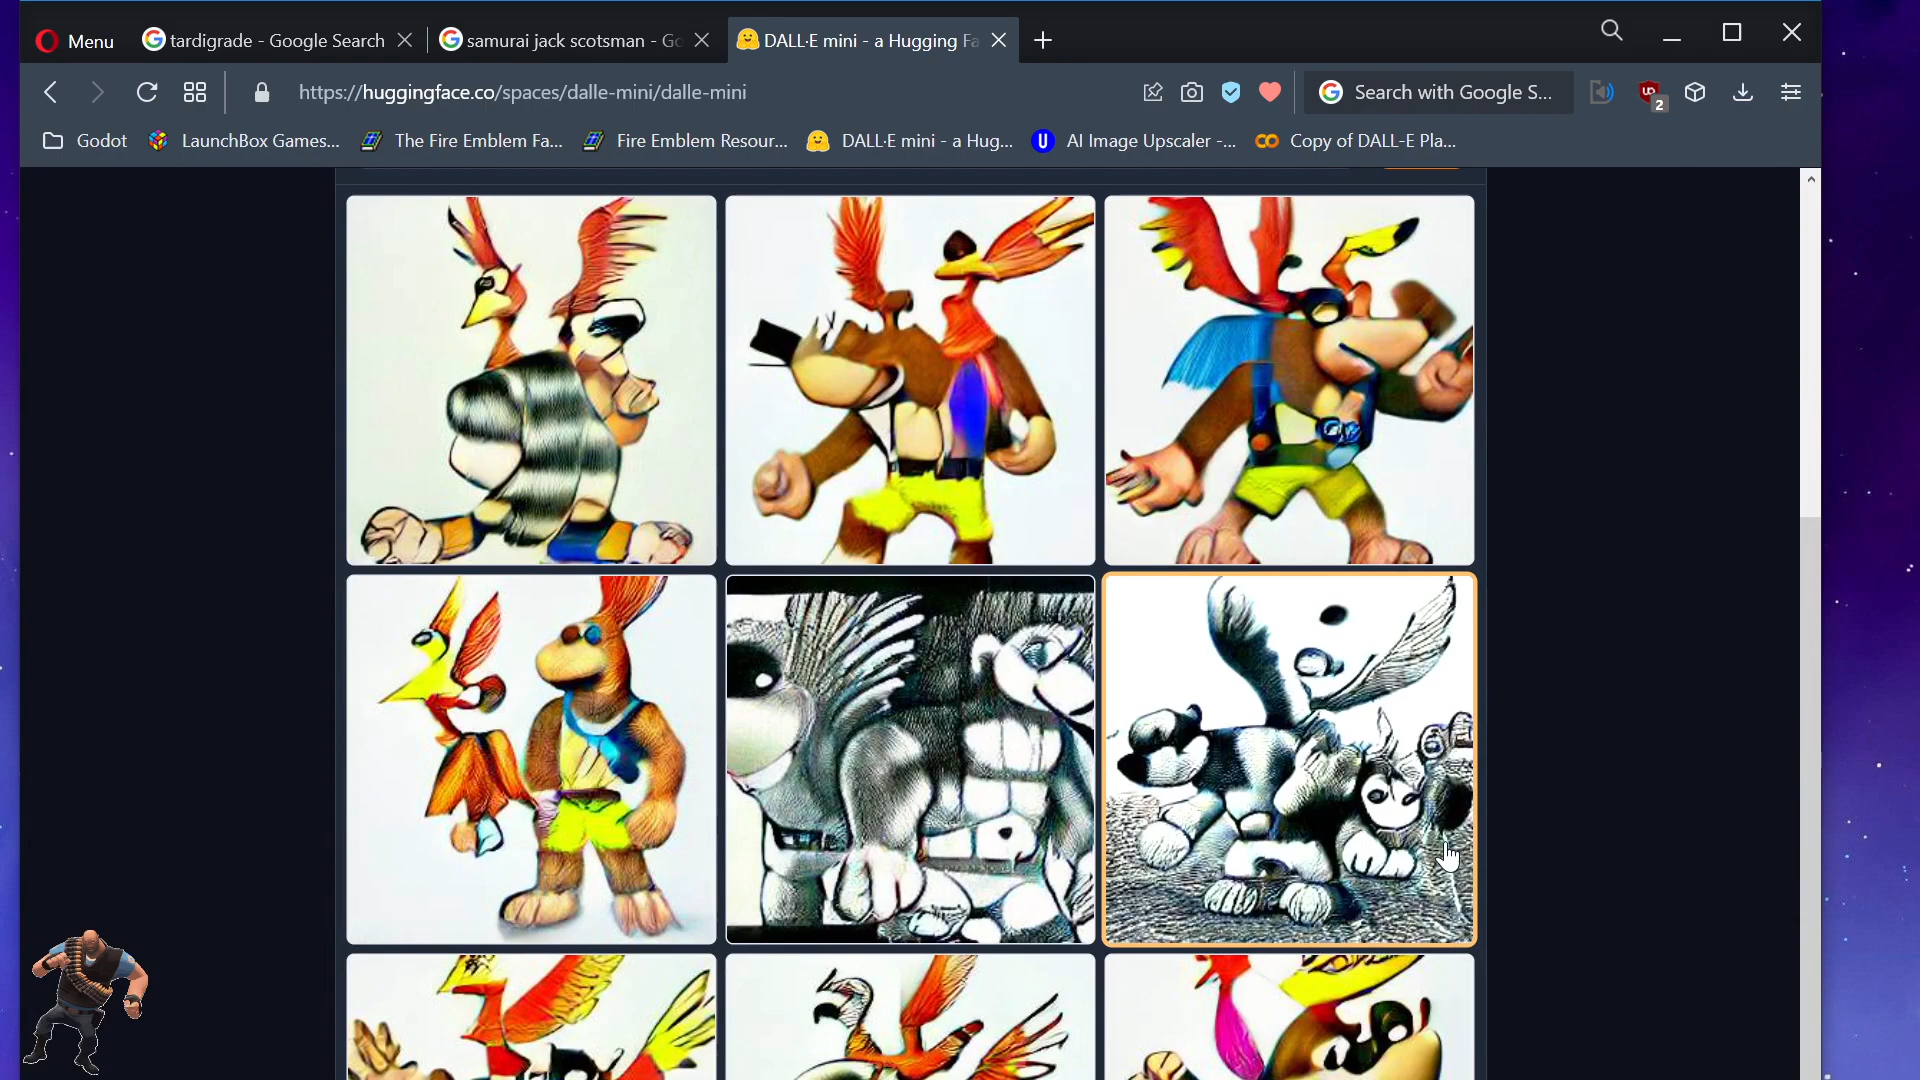 Menu
tardigrade - Google Search
samurai jack scotsman - Go
DALL·E mini - a Hugging Fa
https://huggingface.co/spaces/dalle-mini/dalle-mini
Search with Google S...
2
Godot
LaunchBox Games...
The Fire Emblem Fa...
Fire Emblem Resour...
DALL·E mini - a Hug...
U
AI Image Upscaler -...
Copy of DALL-E Pla...